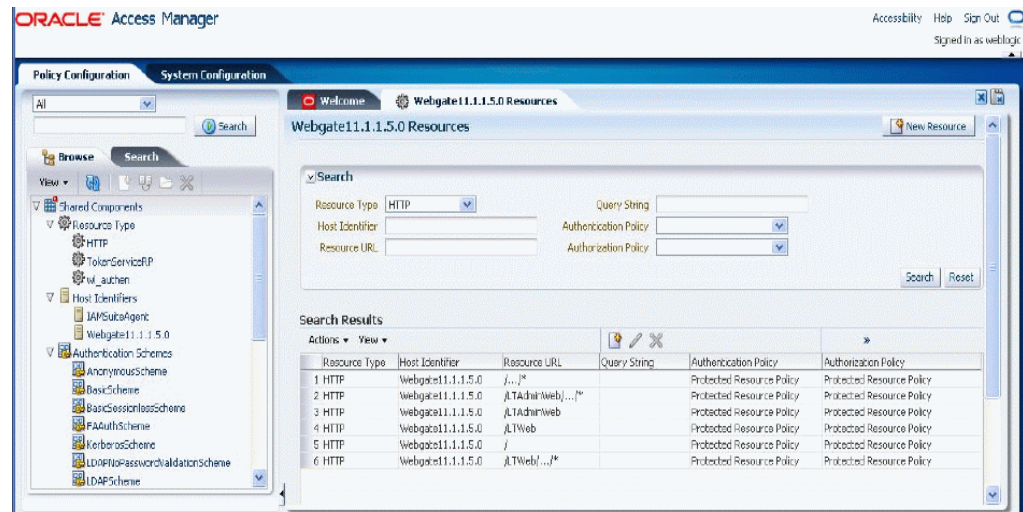 ORACLE Access Manager
Accessibility Help Sign Out
Signed in as weblogic
Policy Configuration System Configuration
All
Search
Browse Search
View
Shared Components
Resource Type
HTTP
TokenServiceRP
wl_authen
Host Identifiers
IAMSuiteAgent
Webgate11.1.1.5.0
Authentication Schemes
AnonymousScheme
BasicScheme
BasicSessionlessScheme
FAAuthScheme
KerberosScheme
LDAPNoPasswordValidationScheme
LDAPScheme
Welcome Webgate11.1.1.5.0 Resources
Webgate11.1.1.5.0 Resources New Resource
Search
Resource Type HTTP Query String
Host Identifier Authentication Policy
Resource URL Authorization Policy
Search Reset
Search Results
Actions View »
Resource Type Host Identifier Resource URL Query String Authentication Policy Authorization Policy
1 HTTP Webgate11.1.1.5.0 /.../* Protected Resource Policy Protected Resource Policy
2 HTTP Webgate11.1.1.5.0 /LTAdminWeb/.../* Protected Resource Policy Protected Resource Policy
3 HTTP Webgate11.1.1.5.0 /LTAdminWeb Protected Resource Policy Protected Resource Policy
4 HTTP Webgate11.1.1.5.0 /LTWeb Protected Resource Policy Protected Resource Policy
5 HTTP Webgate11.1.1.5.0 / Protected Resource Policy Protected Resource Policy
6 HTTP Webgate11.1.1.5.0 /LTWeb/.../* Protected Resource Policy Protected Resource Policy